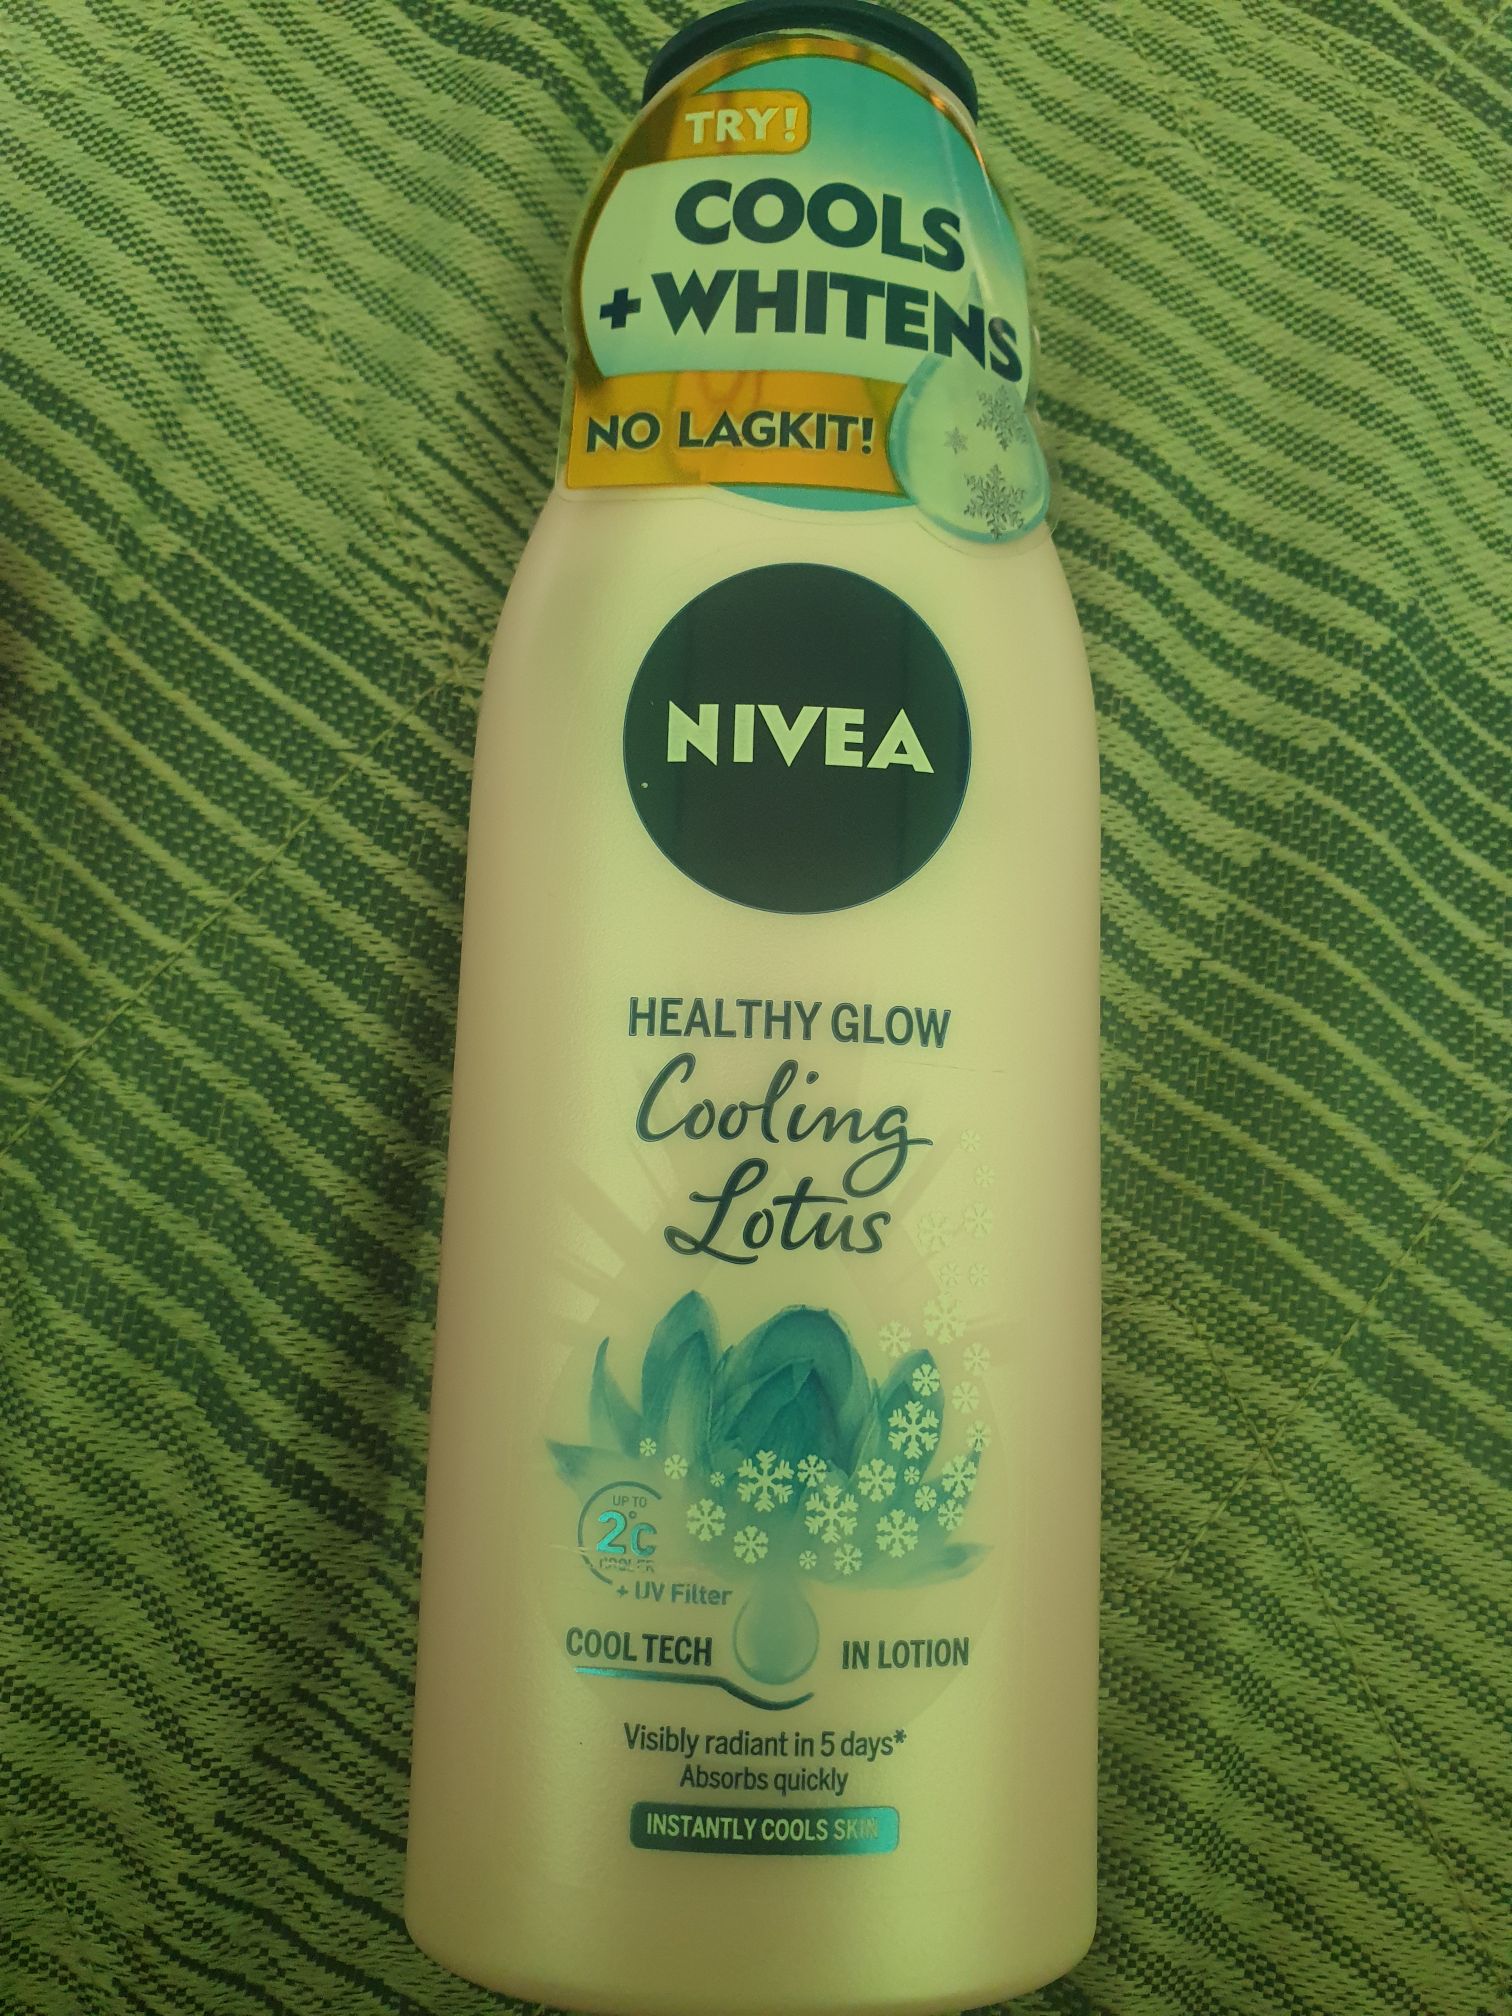 TRY!
COOLS
+ WHITENS
NO LAGKIT!
NIVEA
HEALTHY GLOW
Cooling
Lotus
UP TO
2°C
COOLER
+ UV Filter
COOL TECH IN LOTION
Visibly radiant in 5 days*
Absorbs quickly
INSTANTLY COOLS SKIN